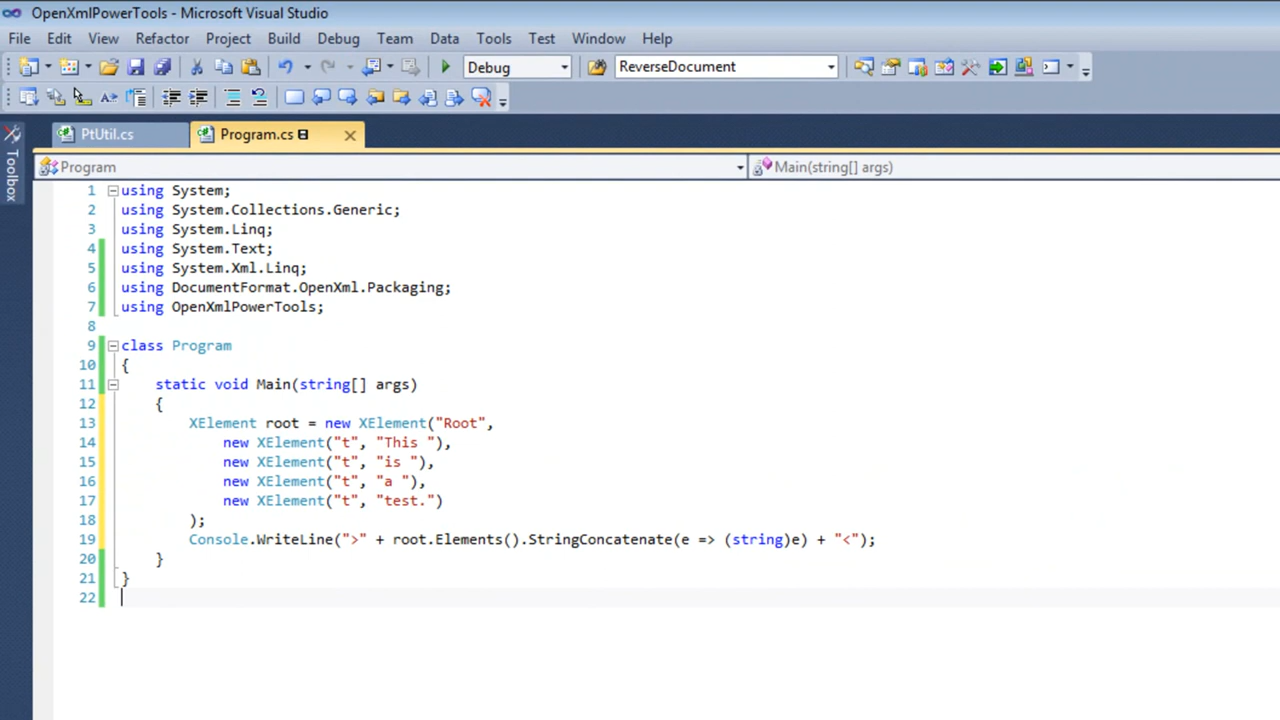 OpenXmlPowerTools - Microsoft Visual Studio
File Edit View Refactor Project Build Debug Team Data Tools Test Window Help
Debug ReverseDocument
PtUtil.cs Program.cs
Toolbox
Program Main(string[] args)
1 using System;
2 using System.Collections.Generic;
3 using System.Linq;
4 using System.Text;
5 using System.Xml.Linq;
6 using DocumentFormat.OpenXml.Packaging;
7 using OpenXmlPowerTools;
8
9 class Program
10 {
11 static void Main(string[] args)
12 {
13 XElement root = new XElement("Root",
14 new XElement("t", "This "),
15 new XElement("t", "is "),
16 new XElement("t", "a "),
17 new XElement("t", "test.")
18 );
19 Console.WriteLine(">" + root.Elements().StringConcatenate(e => (string)e) + "<");
20 }
21 }
22